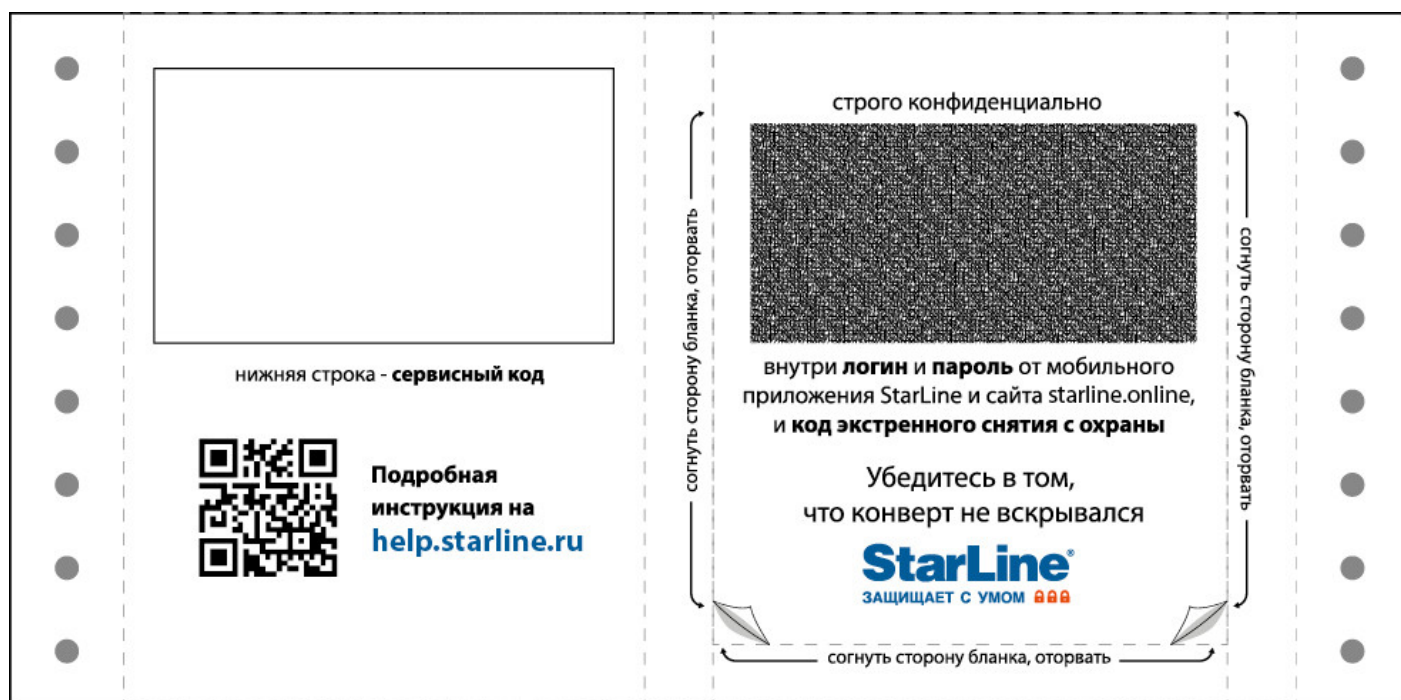 нижняя строка - сервисный код
Подробная
инструкция на
help.starline.ru
строго конфиденциально
согнуть сторону бланка, оторвать
внутри логин и пароль от мобильного
приложения StarLine и сайта starline.online,
и код экстренного снятия с охраны
Убедитесь в том,
что конверт не вскрывался
StarLine®
ЗАЩИЩАЕТ С УМОМ
согнуть сторону бланка, оторвать
согнуть сторону бланка, оторвать